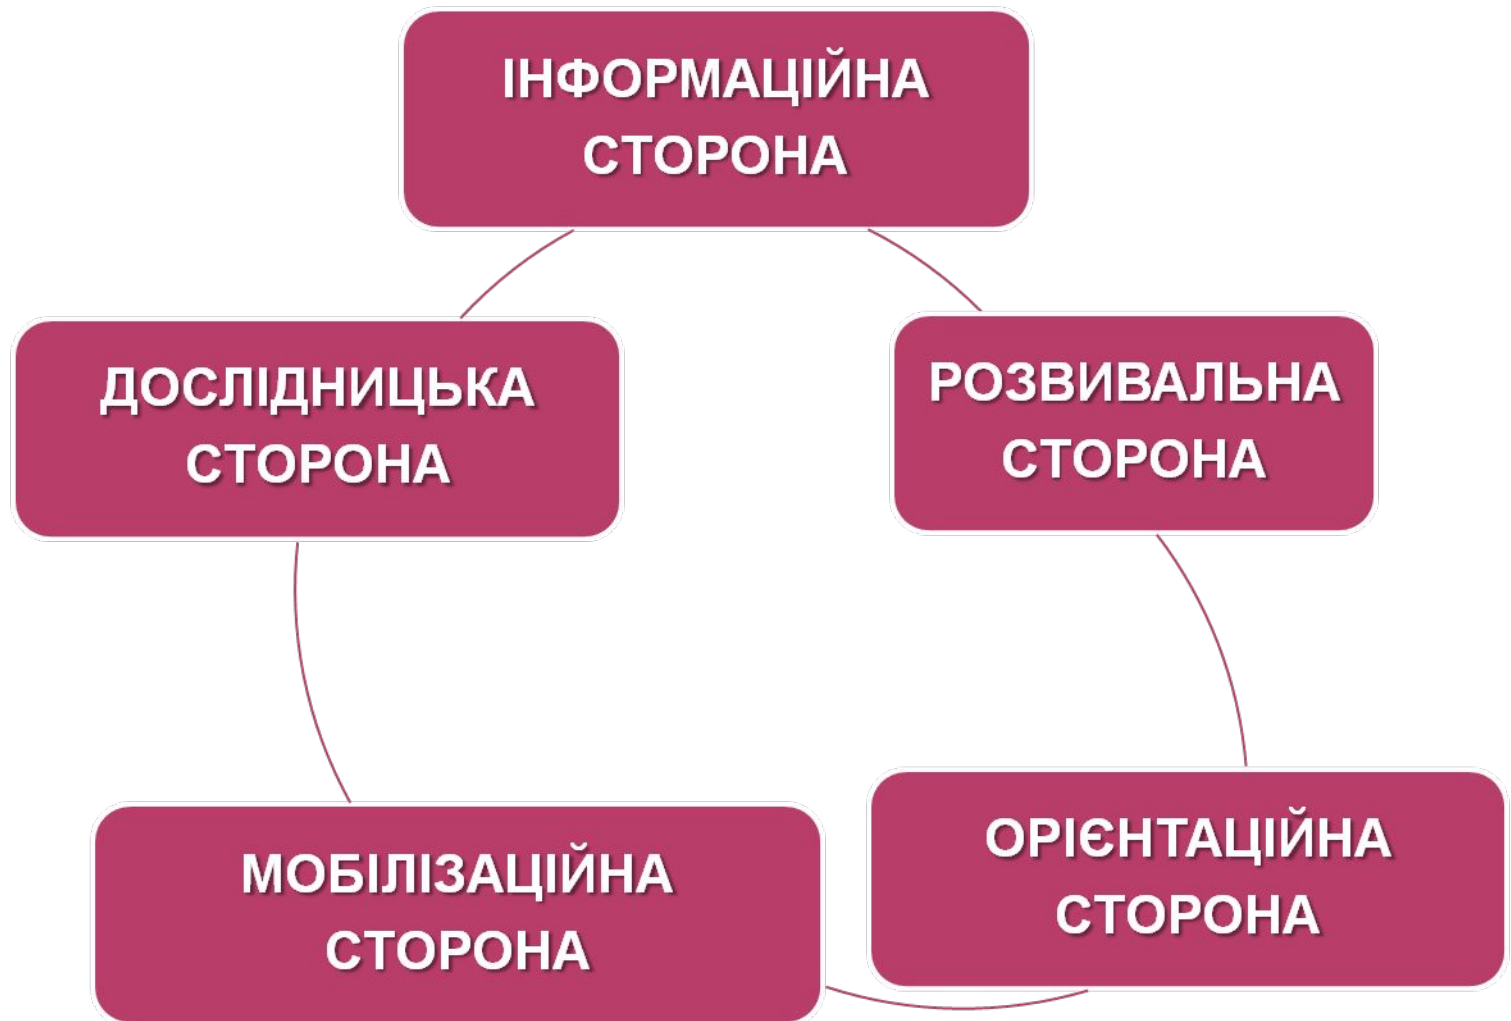 ІНФОРМАЦІЙНА
СТОРОНА
ДОСЛІДНИЦЬКА
СТОРОНА
РОЗВИВАЛЬНА
СТОРОНА
МОБІЛІЗАЦІЙНА
СТОРОНА
ОРІЄНТАЦІЙНА
СТОРОНА